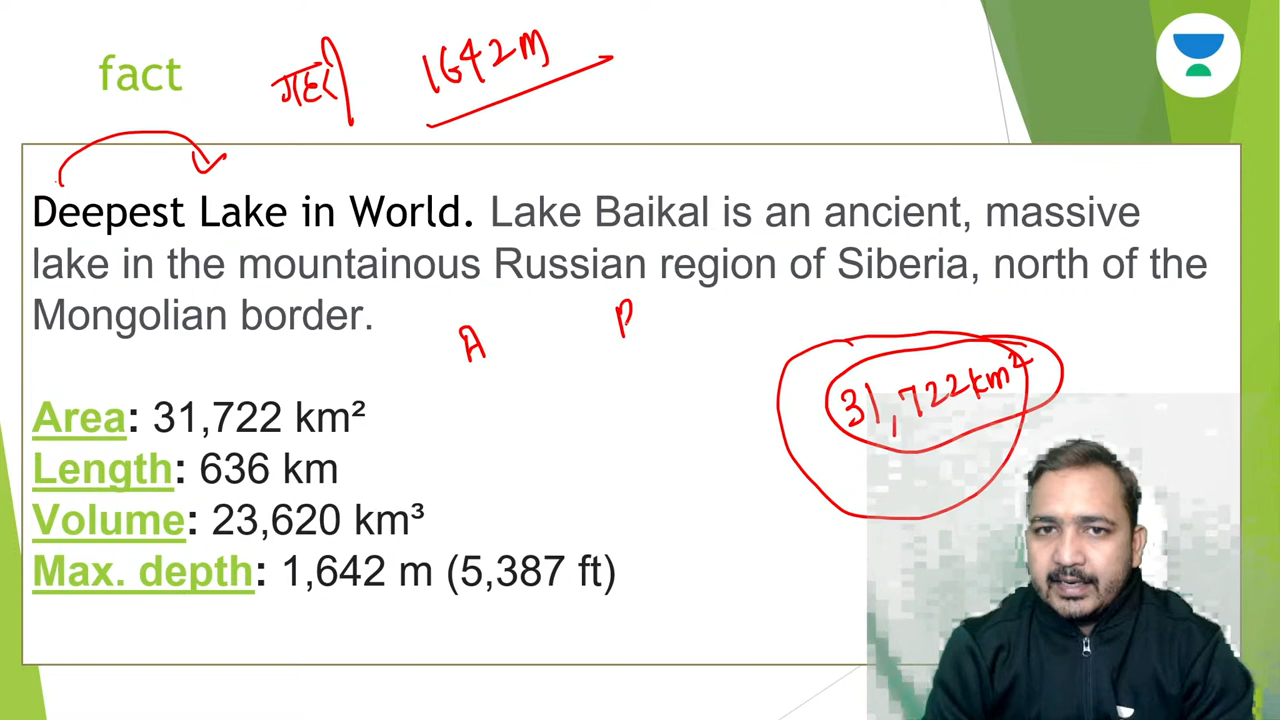 fact
गहरी 1642m
Deepest Lake in World. Lake Baikal is an ancient, massive
lake in the mountainous Russian region of Siberia, north of the
Mongolian border.
A P
31,722km²
Area: 31,722 km²
Length: 636 km
Volume: 23,620 km³
Max. depth: 1,642 m (5,387 ft)